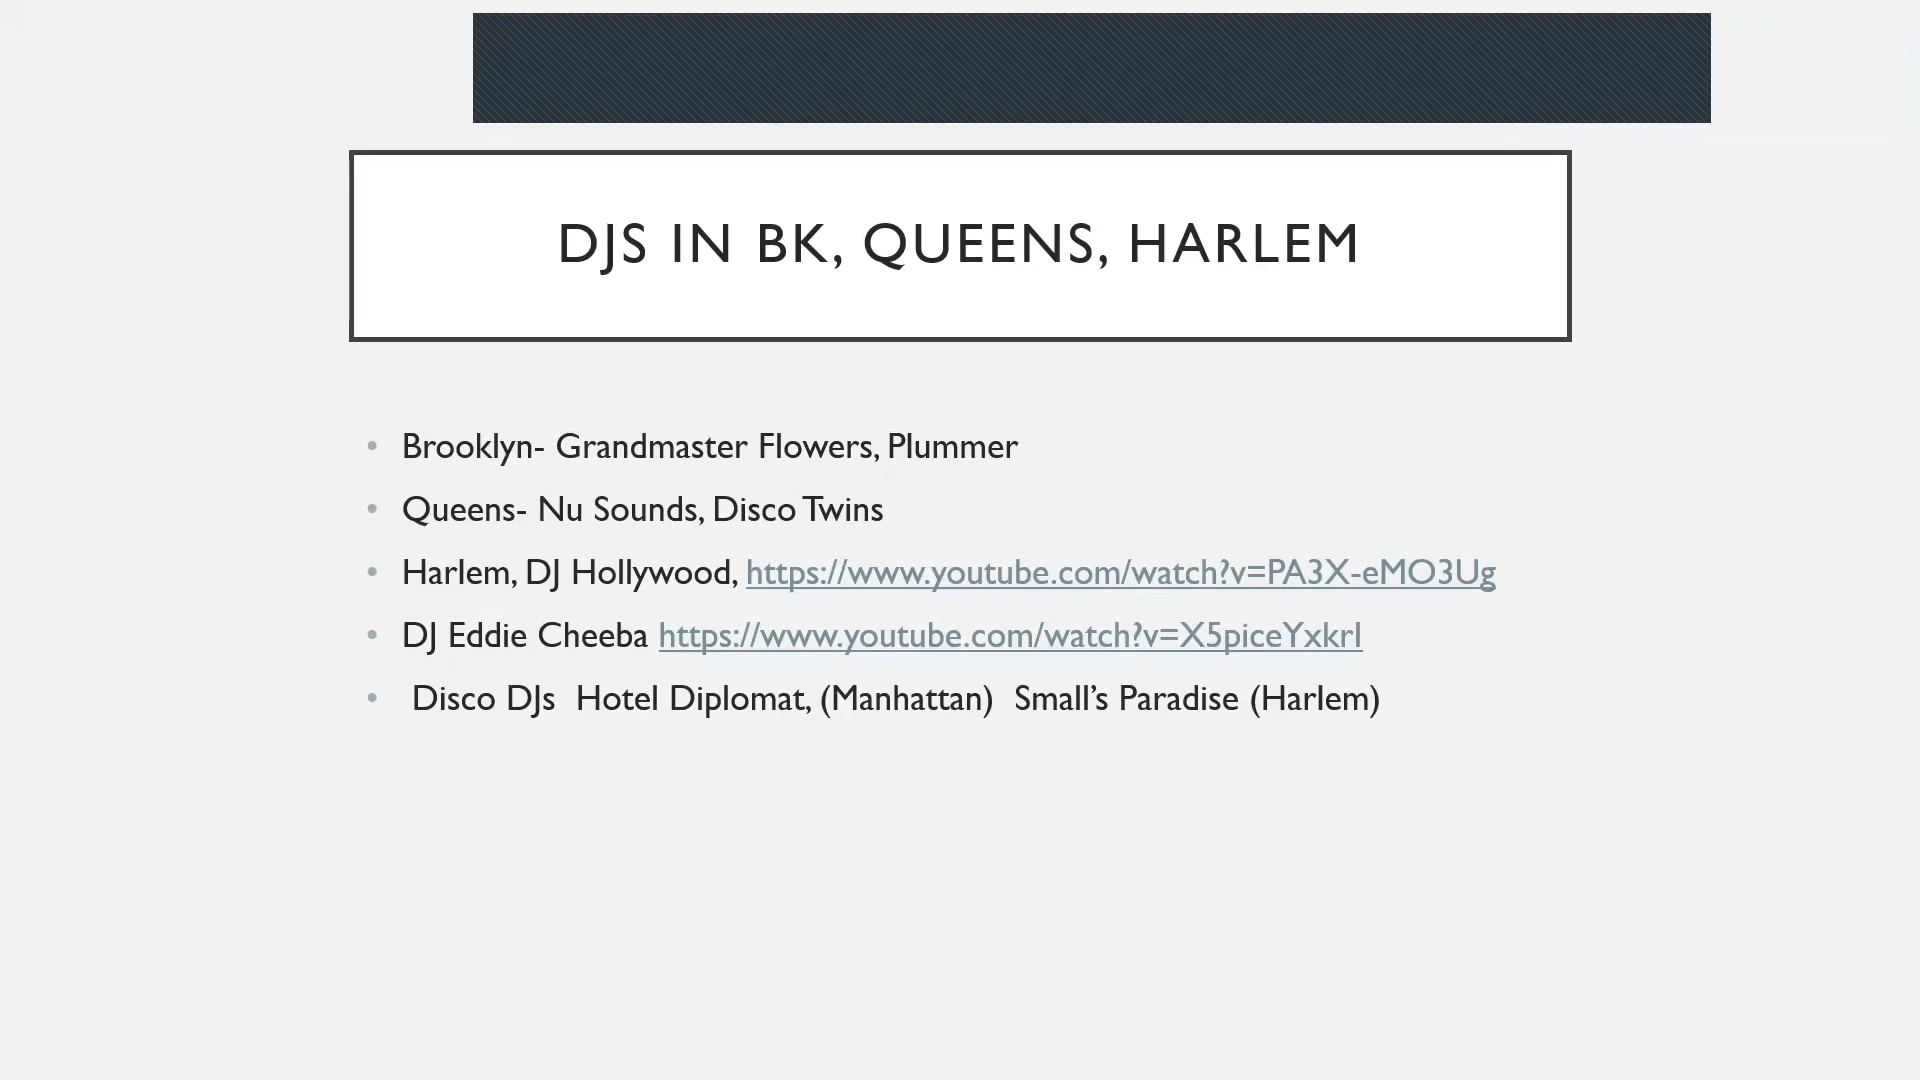 DJS IN BK, QUEENS, HARLEM
• Brooklyn- Grandmaster Flowers, Plummer
• Queens- Nu Sounds, Disco Twins
• Harlem, DJ Hollywood, https://www.youtube.com/watch?v=PA3X-eMO3Ug
• DJ Eddie Cheeba https://www.youtube.com/watch?v=X5piceYxkrI
• Disco DJs  Hotel Diplomat, (Manhattan)  Small’s Paradise (Harlem)